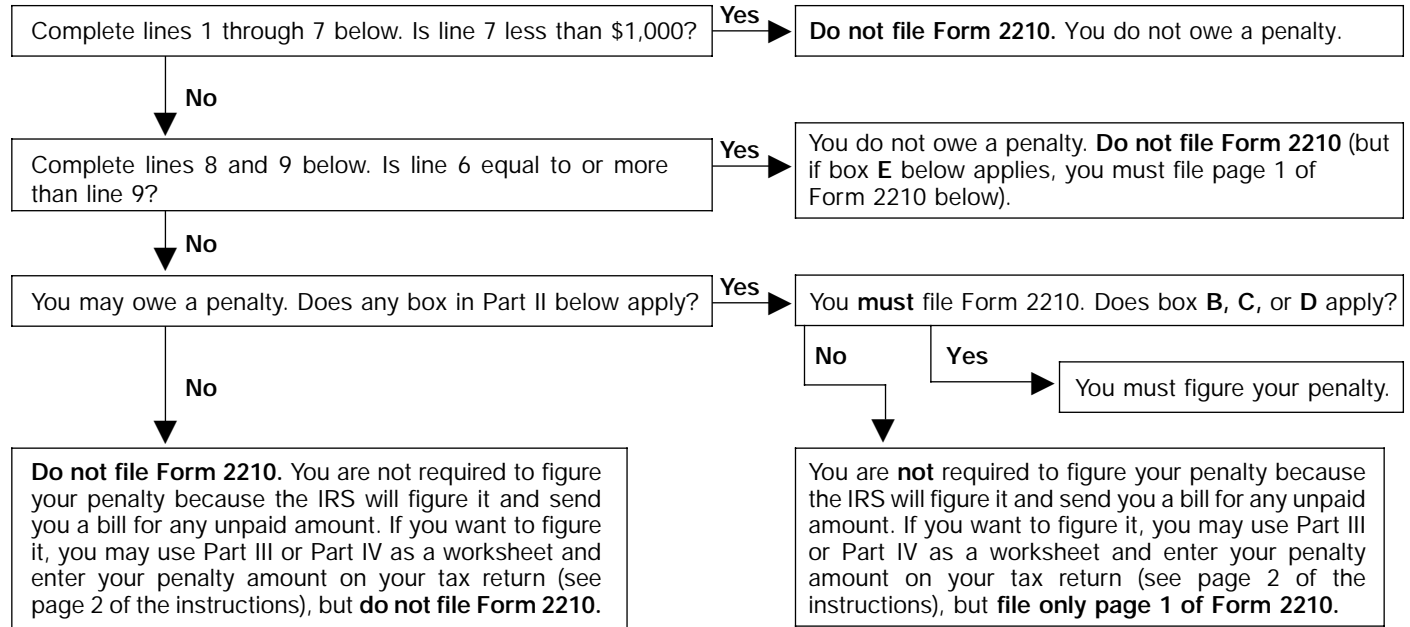 Complete lines 1 through 7 below. Is line 7 less than $1,000?
Yes
Do not file Form 2210. You do not owe a penalty.
No
Complete lines 8 and 9 below. Is line 6 equal to or more
than line 9?
Yes
You do not owe a penalty. Do not file Form 2210 (but
if box E below applies, you must file page 1 of
Form 2210 below).
No
You may owe a penalty. Does any box in Part II below apply?
Yes
You must file Form 2210. Does box B, C, or D apply?
No
Yes
You must figure your penalty.
No
Do not file Form 2210. You are not required to figure
your penalty because the IRS will figure it and send
you a bill for any unpaid amount. If you want to figure
it, you may use Part III or Part IV as a worksheet and
enter your penalty amount on your tax return (see
page 2 of the instructions), but do not file Form 2210.
You are not required to figure your penalty because
the IRS will figure it and send you a bill for any unpaid
amount. If you want to figure it, you may use Part III
or Part IV as a worksheet and enter your penalty
amount on your tax return (see page 2 of the
instructions), but file only page 1 of Form 2210.